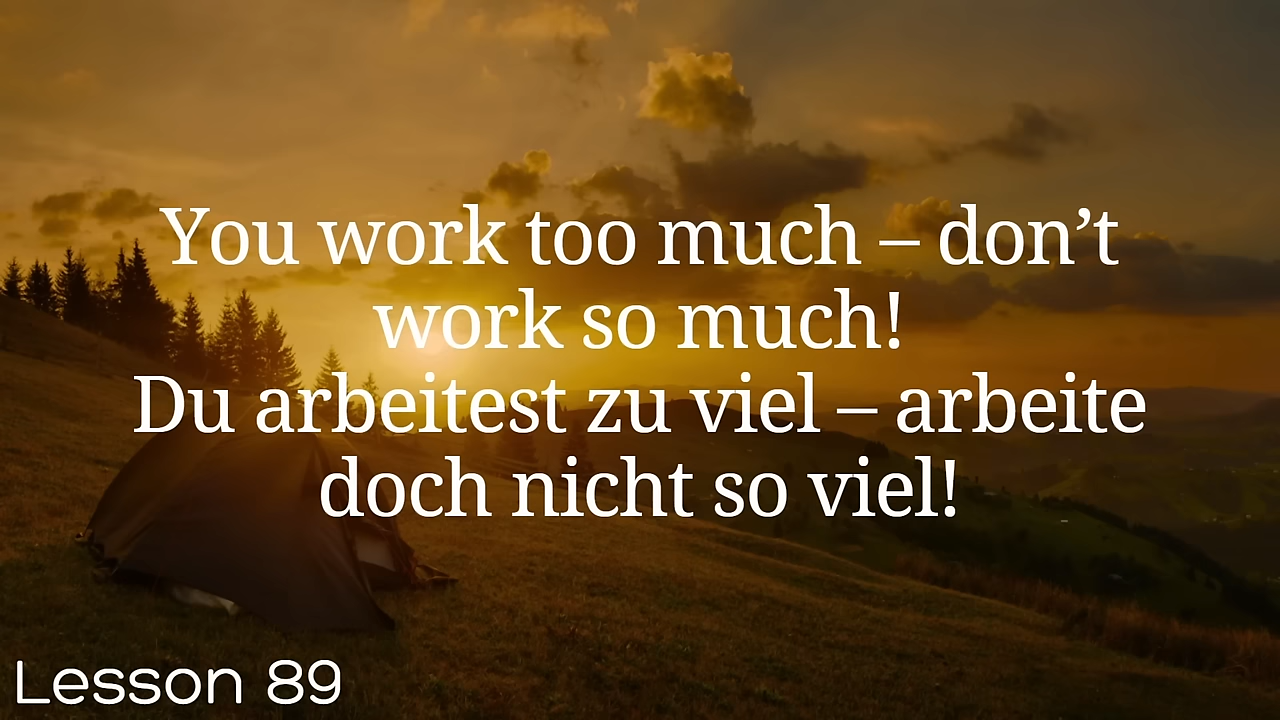 You work too much – don’t
work so much!
Du arbeitest zu viel – arbeite
doch nicht so viel!
Lesson 89